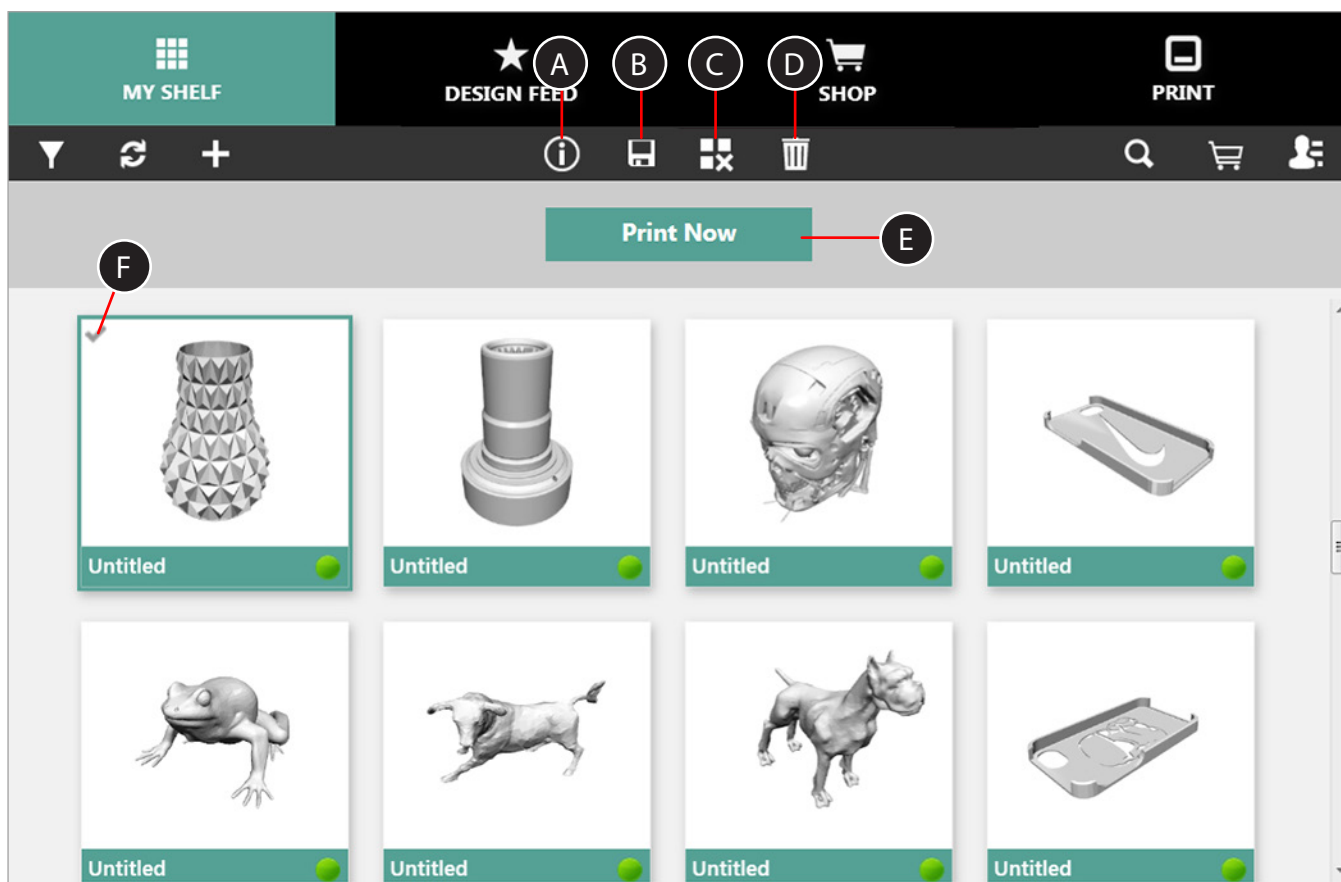 A B C D
MY SHELF DESIGN FEED SHOP PRINT
Print Now
E
F
Untitled Untitled Untitled Untitled
Untitled Untitled Untitled Untitled